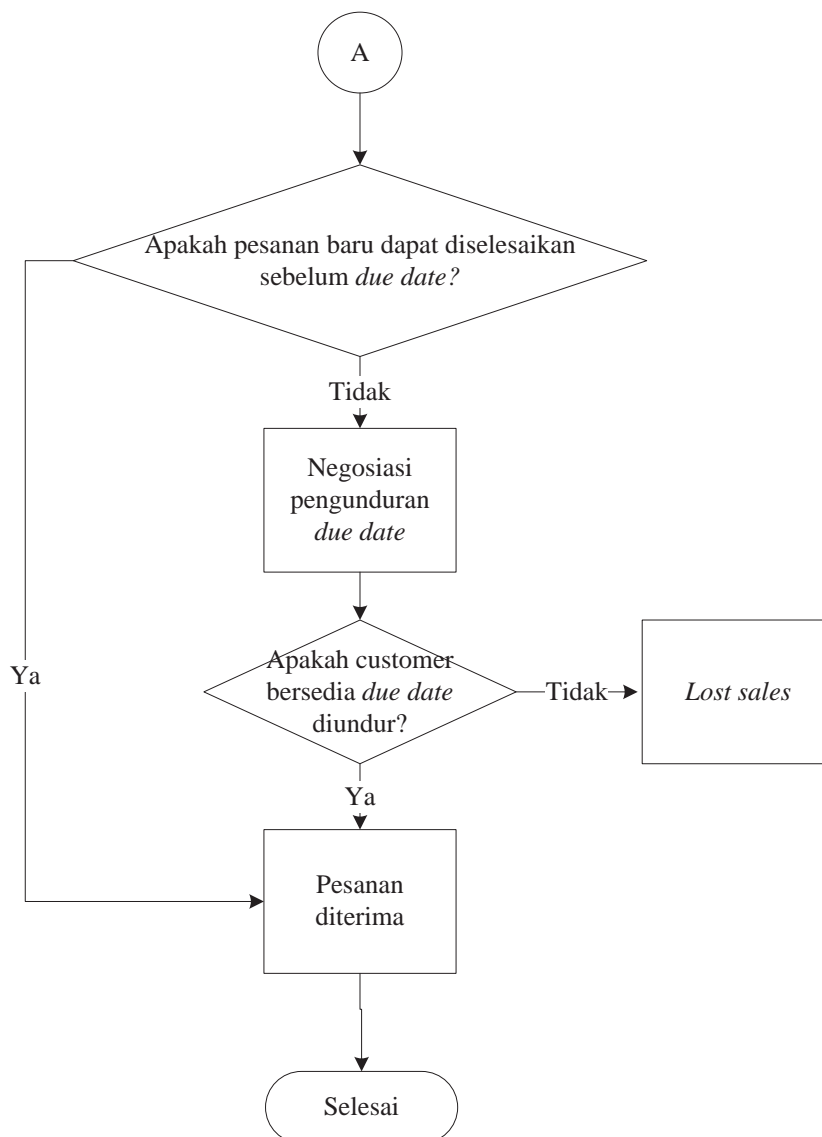 A
Apakah pesanan baru dapat diselesaikan
sebelum due date?
Tidak
Negosiasi
pengunduran
due date
Ya
Apakah customer
bersedia due date
diundur?
Tidak
Lost sales
Ya
Pesanan
diterima
Selesai